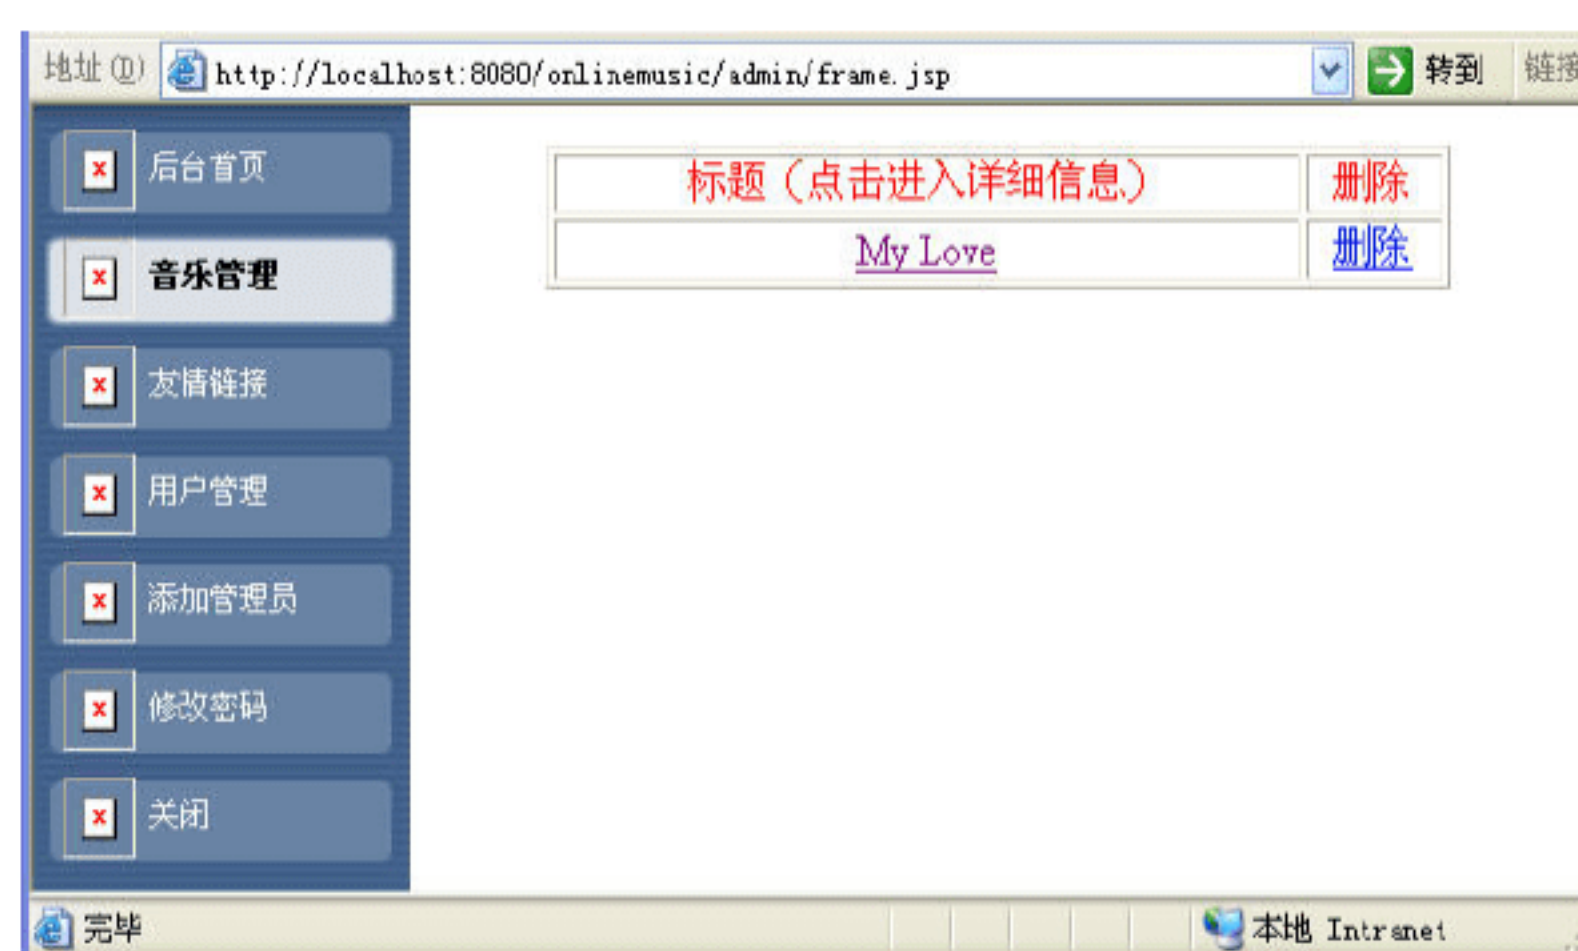 地址(D) http://localhost:8080/onlinemusic/admin/frame.jsp 转到 链接
后台首页
音乐管理
友情链接
用户管理
添加管理员
修改密码
关闭
标题（点击进入详细信息） 删除
My Love 删除
完毕 本地 Intranet